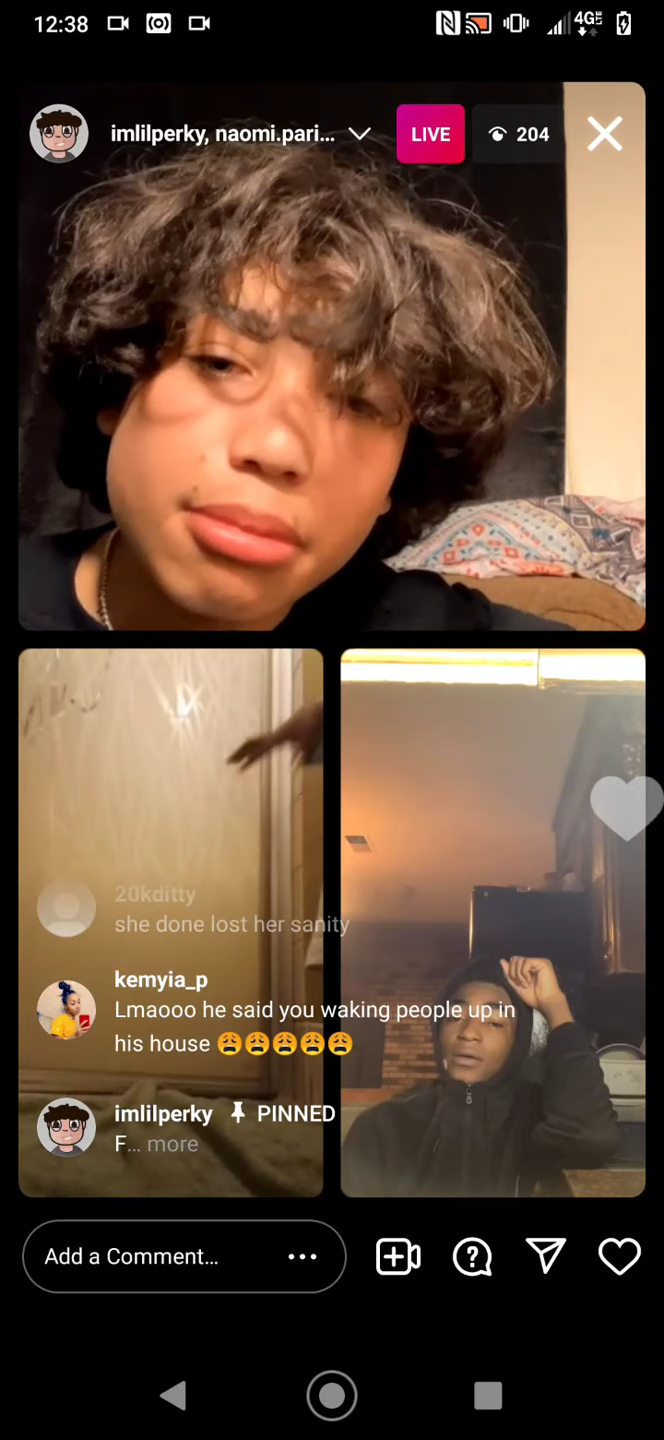 12:38
4G LTE
imlilperky, naomi.pari...
LIVE
204
20kditty
she done lost her sanity
kemyia_p
Lmaooo he said you waking people up in
his house 😩😩😩😩😩
imlilperky PINNED
F... more
Add a Comment...